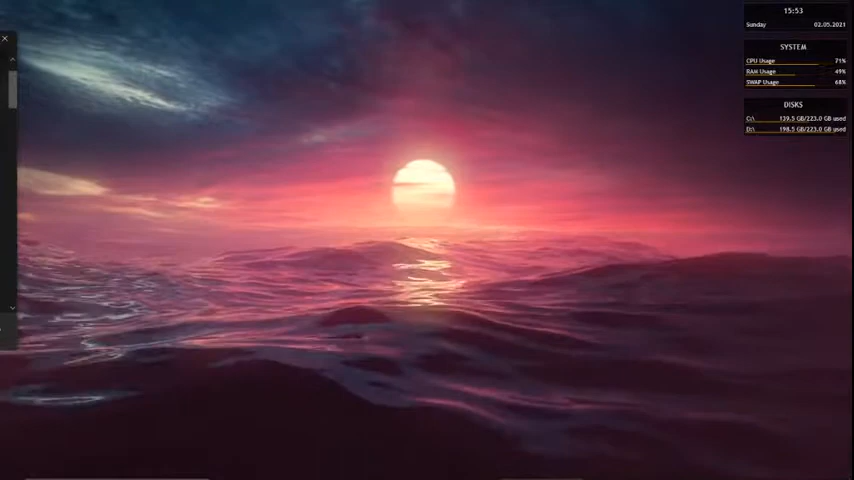 15:53
Sunday 02.05.2021
SYSTEM
CPU Usage 71%
RAM Usage 49%
SWAP Usage 68%
DISKS
C:\ 139.5 GB/223.0 GB used
D:\ 198.5 GB/223.0 GB used